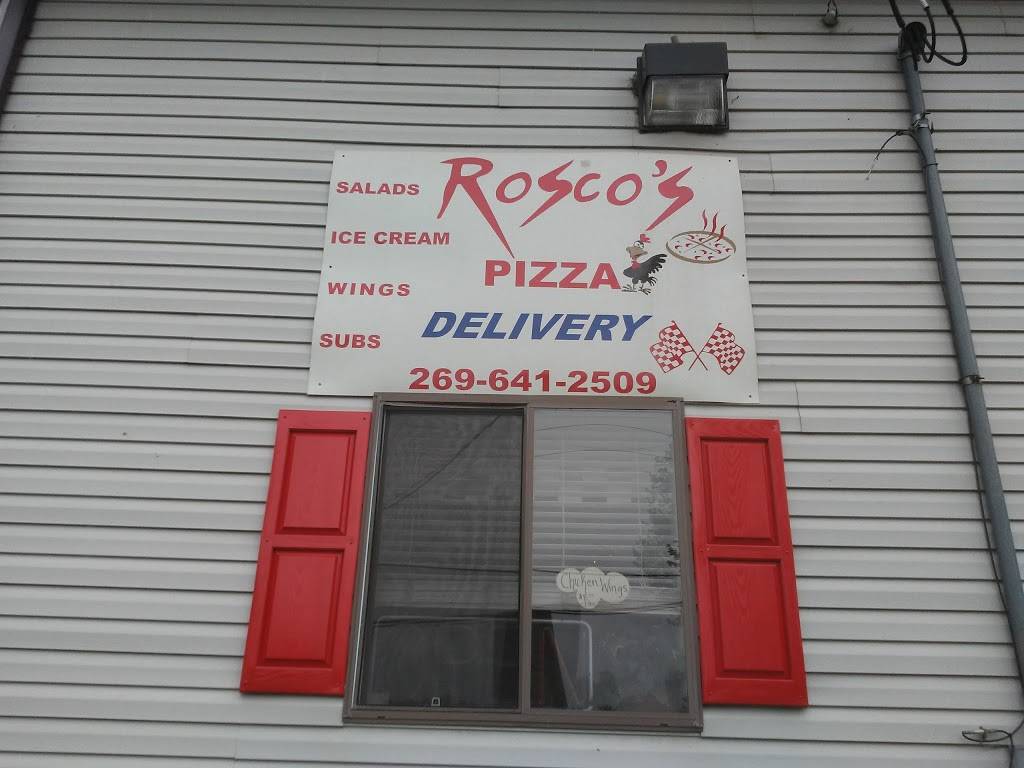 Rosco's
PIZZA
DELIVERY
269-641-2509
SALADS
ICE CREAM
WINGS
SUBS
Chicken Wings